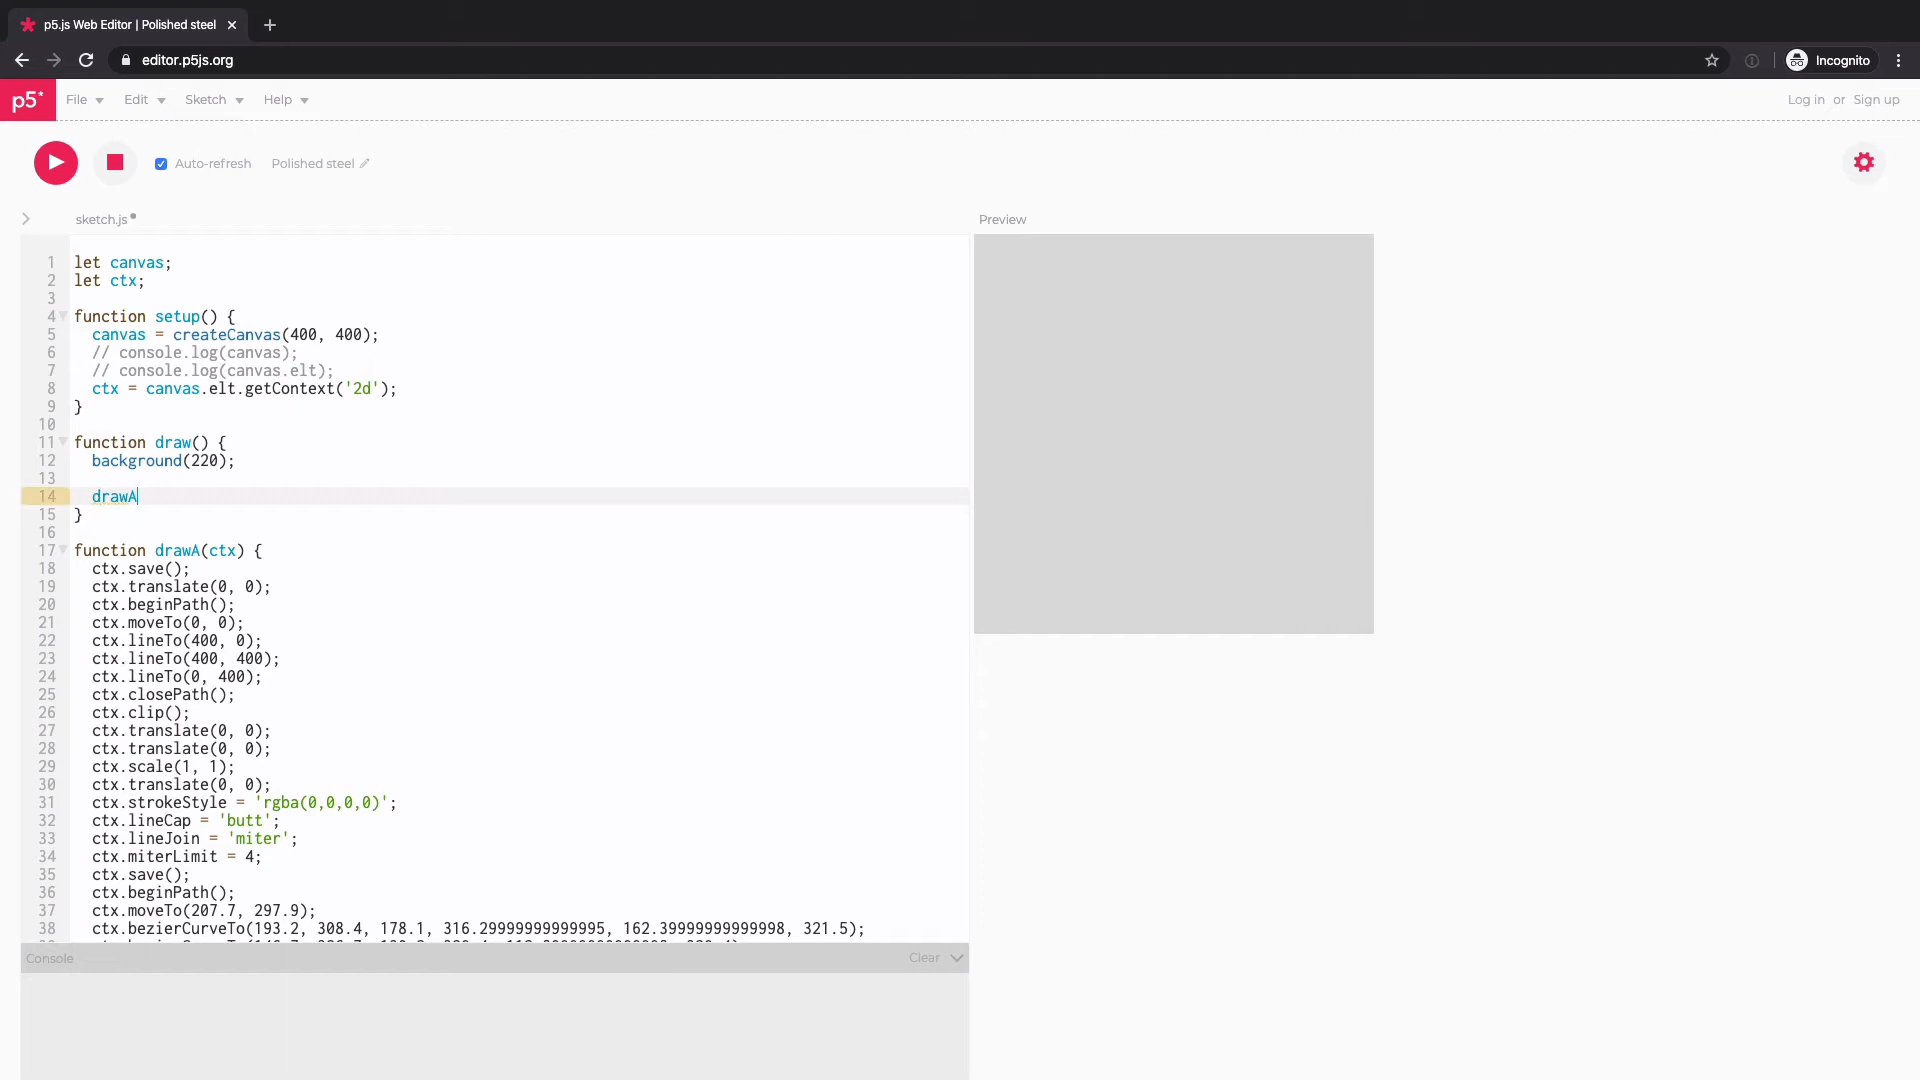 p5.js Web Editor | Polished steel
editor.p5js.org
Incognito
p5*
File
Edit
Sketch
Help
Log in or Sign up
Auto-refresh
Polished steel
sketch.js
Preview
1 let canvas;
2 let ctx;
3
4 function setup() {
5 canvas = createCanvas(400, 400);
6 // console.log(canvas);
7 // console.log(canvas.elt);
8 ctx = canvas.elt.getContext('2d');
9 }
10
11 function draw() {
12 background(220);
13
14 drawA
15 }
16
17 function drawA(ctx) {
18 ctx.save();
19 ctx.translate(0, 0);
20 ctx.beginPath();
21 ctx.moveTo(0, 0);
22 ctx.lineTo(400, 0);
23 ctx.lineTo(400, 400);
24 ctx.lineTo(0, 400);
25 ctx.closePath();
26 ctx.clip();
27 ctx.translate(0, 0);
28 ctx.translate(0, 0);
29 ctx.scale(1, 1);
30 ctx.translate(0, 0);
31 ctx.strokeStyle = 'rgba(0,0,0,0)';
32 ctx.lineCap = 'butt';
33 ctx.lineJoin = 'miter';
34 ctx.miterLimit = 4;
35 ctx.save();
36 ctx.beginPath();
37 ctx.moveTo(207.7, 297.9);
38 ctx.bezierCurveTo(193.2, 308.4, 178.1, 316.29999999999995, 162.39999999999998, 321.5);
Console
Clear